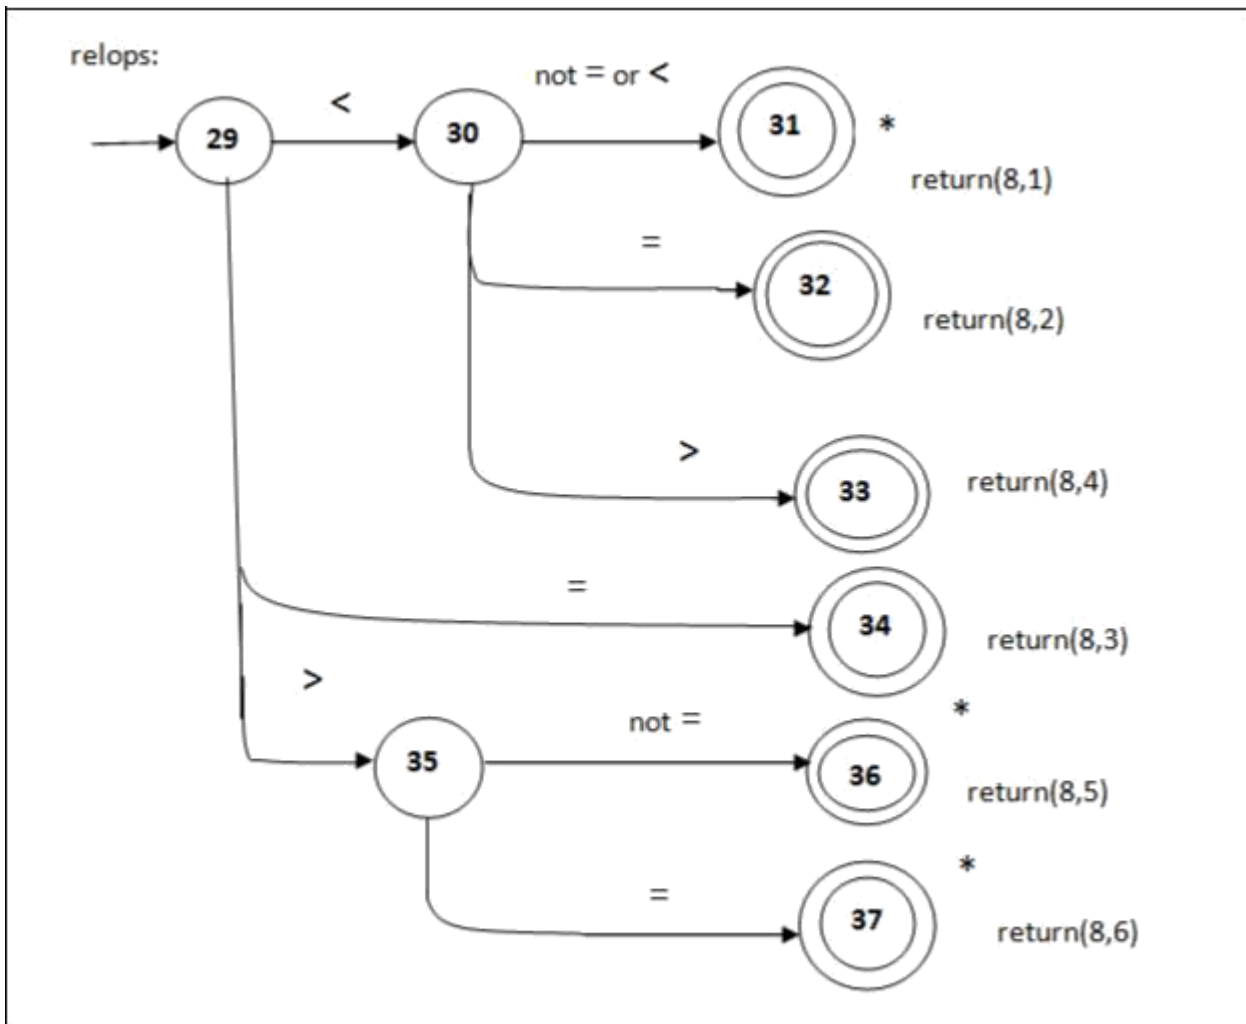 relops:
<
not = or <
29
30
31
*
return(8,1)
=
32
return(8,2)
>
33
return(8,4)
=
34
return(8,3)
>
35
not =
36
*
return(8,5)
=
37
*
return(8,6)